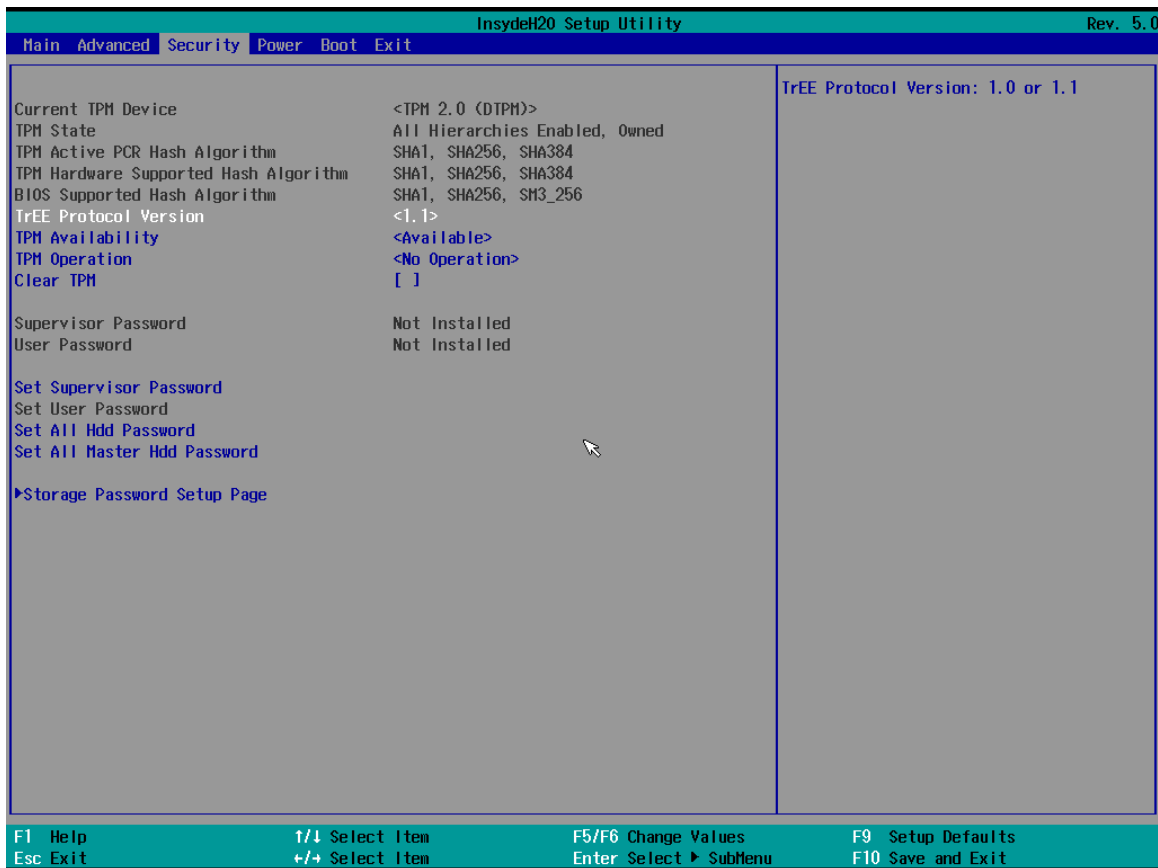 InsydeH20 Setup Utility Rev. 5.0
Main Advanced Security Power Boot Exit
TrEE Protocol Version: 1.0 or 1.1
Current TPM Device <TPM 2.0 (DTPM)>
TPM State All Hierarchies Enabled, Owned
TPM Active PCR Hash Algorithm SHA1, SHA256, SHA384
TPM Hardware Supported Hash Algorithm SHA1, SHA256, SHA384
BIOS Supported Hash Algorithm SHA1, SHA256, SM3_256
TrEE Protocol Version <1.1>
TPM Availability <Available>
TPM Operation <No Operation>
Clear TPM [ ]
Supervisor Password Not Installed
User Password Not Installed
Set Supervisor Password
Set User Password
Set All Hdd Password
Set All Master Hdd Password
▶Storage Password Setup Page
F1 Help ↑/↓ Select Item F5/F6 Change Values F9 Setup Defaults
Esc Exit ←/→ Select Item Enter Select ▶ SubMenu F10 Save and Exit